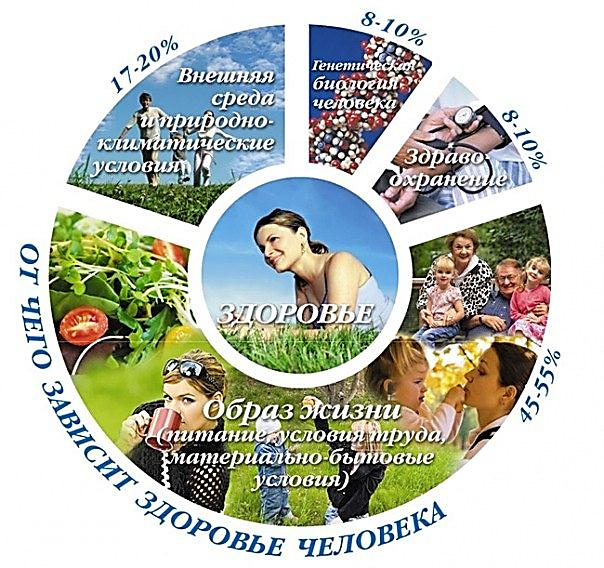 17-20%
Внешняя
среда
и природно-
климатические
условия
8-10%
Генетическая
биология
человека
8-10%
Здраво-
охранение
ЗДОРОВЬЕ
45-55%
Образ жизни
(питание, условия труда,
материально-бытовые
условия)
ОТ ЧЕГО ЗАВИСИТ ЗДОРОВЬЕ ЧЕЛОВЕКА